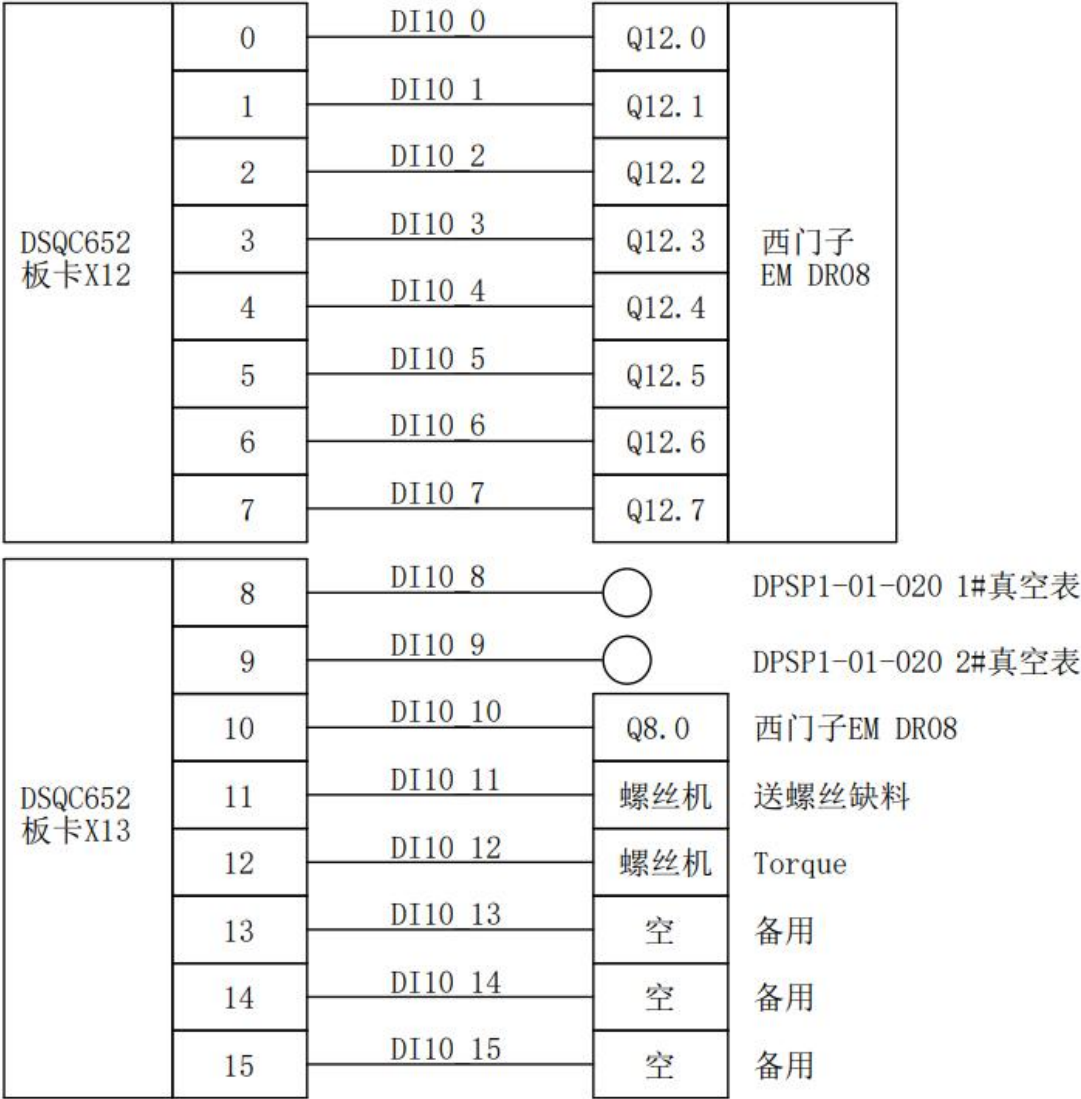 0 DI10_0 Q12.0
1 DI10_1 Q12.1
2 DI10_2 Q12.2
DSQC652
板卡X12
3 DI10_3 Q12.3
西门子
EM DR08
4 DI10_4 Q12.4
5 DI10_5 Q12.5
6 DI10_6 Q12.6
7 DI10_7 Q12.7
8 DI10_8 DPSP1-01-020 1#真空表
9 DI10_9 DPSP1-01-020 2#真空表
10 DI10_10 Q8.0 西门子EM DR08
DSQC652
板卡X13
11 DI10_11 螺丝机 送螺丝缺料
12 DI10_12 螺丝机 Torque
13 DI10_13 空 备用
14 DI10_14 空 备用
15 DI10_15 空 备用